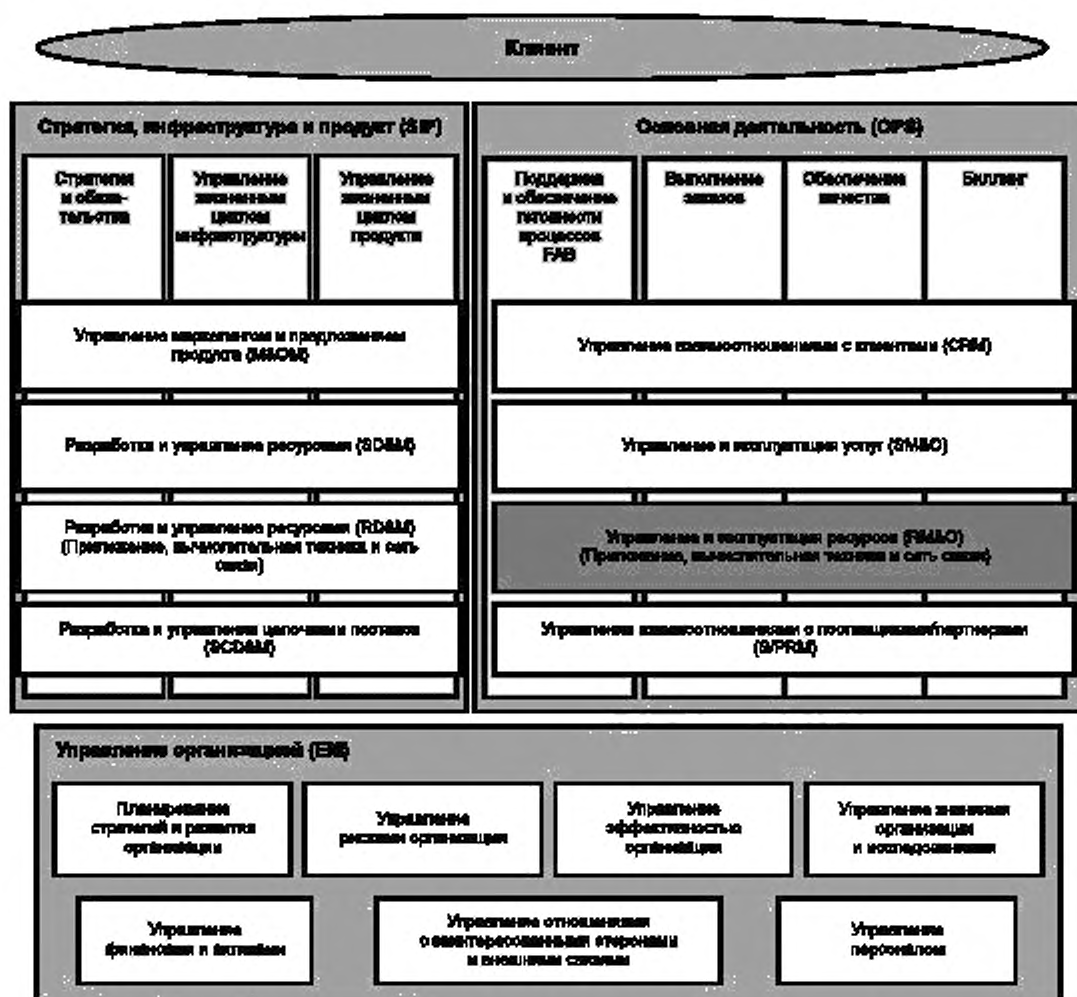 Клиент
Стратегия, инфраструктура и продукт (SIP)
Основная деятельность (OPS)
Стратегия
и обяза-
тельства
Управление
жизненным
циклом
инфраструктуры
Управление
жизненным
циклом
продукта
Поддержка
и обеспечение
готовности
процессов
FAB
Выполнение
заказов
Обеспечение
качества
Биллинг
Управление маркетингом и предложением
продукта (M&OM)
Управление взаимоотношениями с клиентами (CRM)
Разработка и управление ресурсами (SD&M)
Управление и эксплуатация услуг (SM&O)
Разработка и управление ресурсами (RD&M)
(Приложение, вычислительная техника и сеть
связи)
Управление и эксплуатация ресурсов (RM&O)
(Приложение, вычислительная техника и сеть связи)
Разработка и управления цепочками поставок
(SCD&M)
Управления взаимоотношениями с поставщиками/партнерами
(S/PRM)
Управление организацией (EM)
Планирование
стратегий и развития
организации
Управление
рисками организации
Управление
эффективностью
организации
Управление знаниями
организации
и исследованиями
Управление
финансами и активами
Управление отношениями
с заинтересованными сторонами
и внешними связями
Управление
персоналом